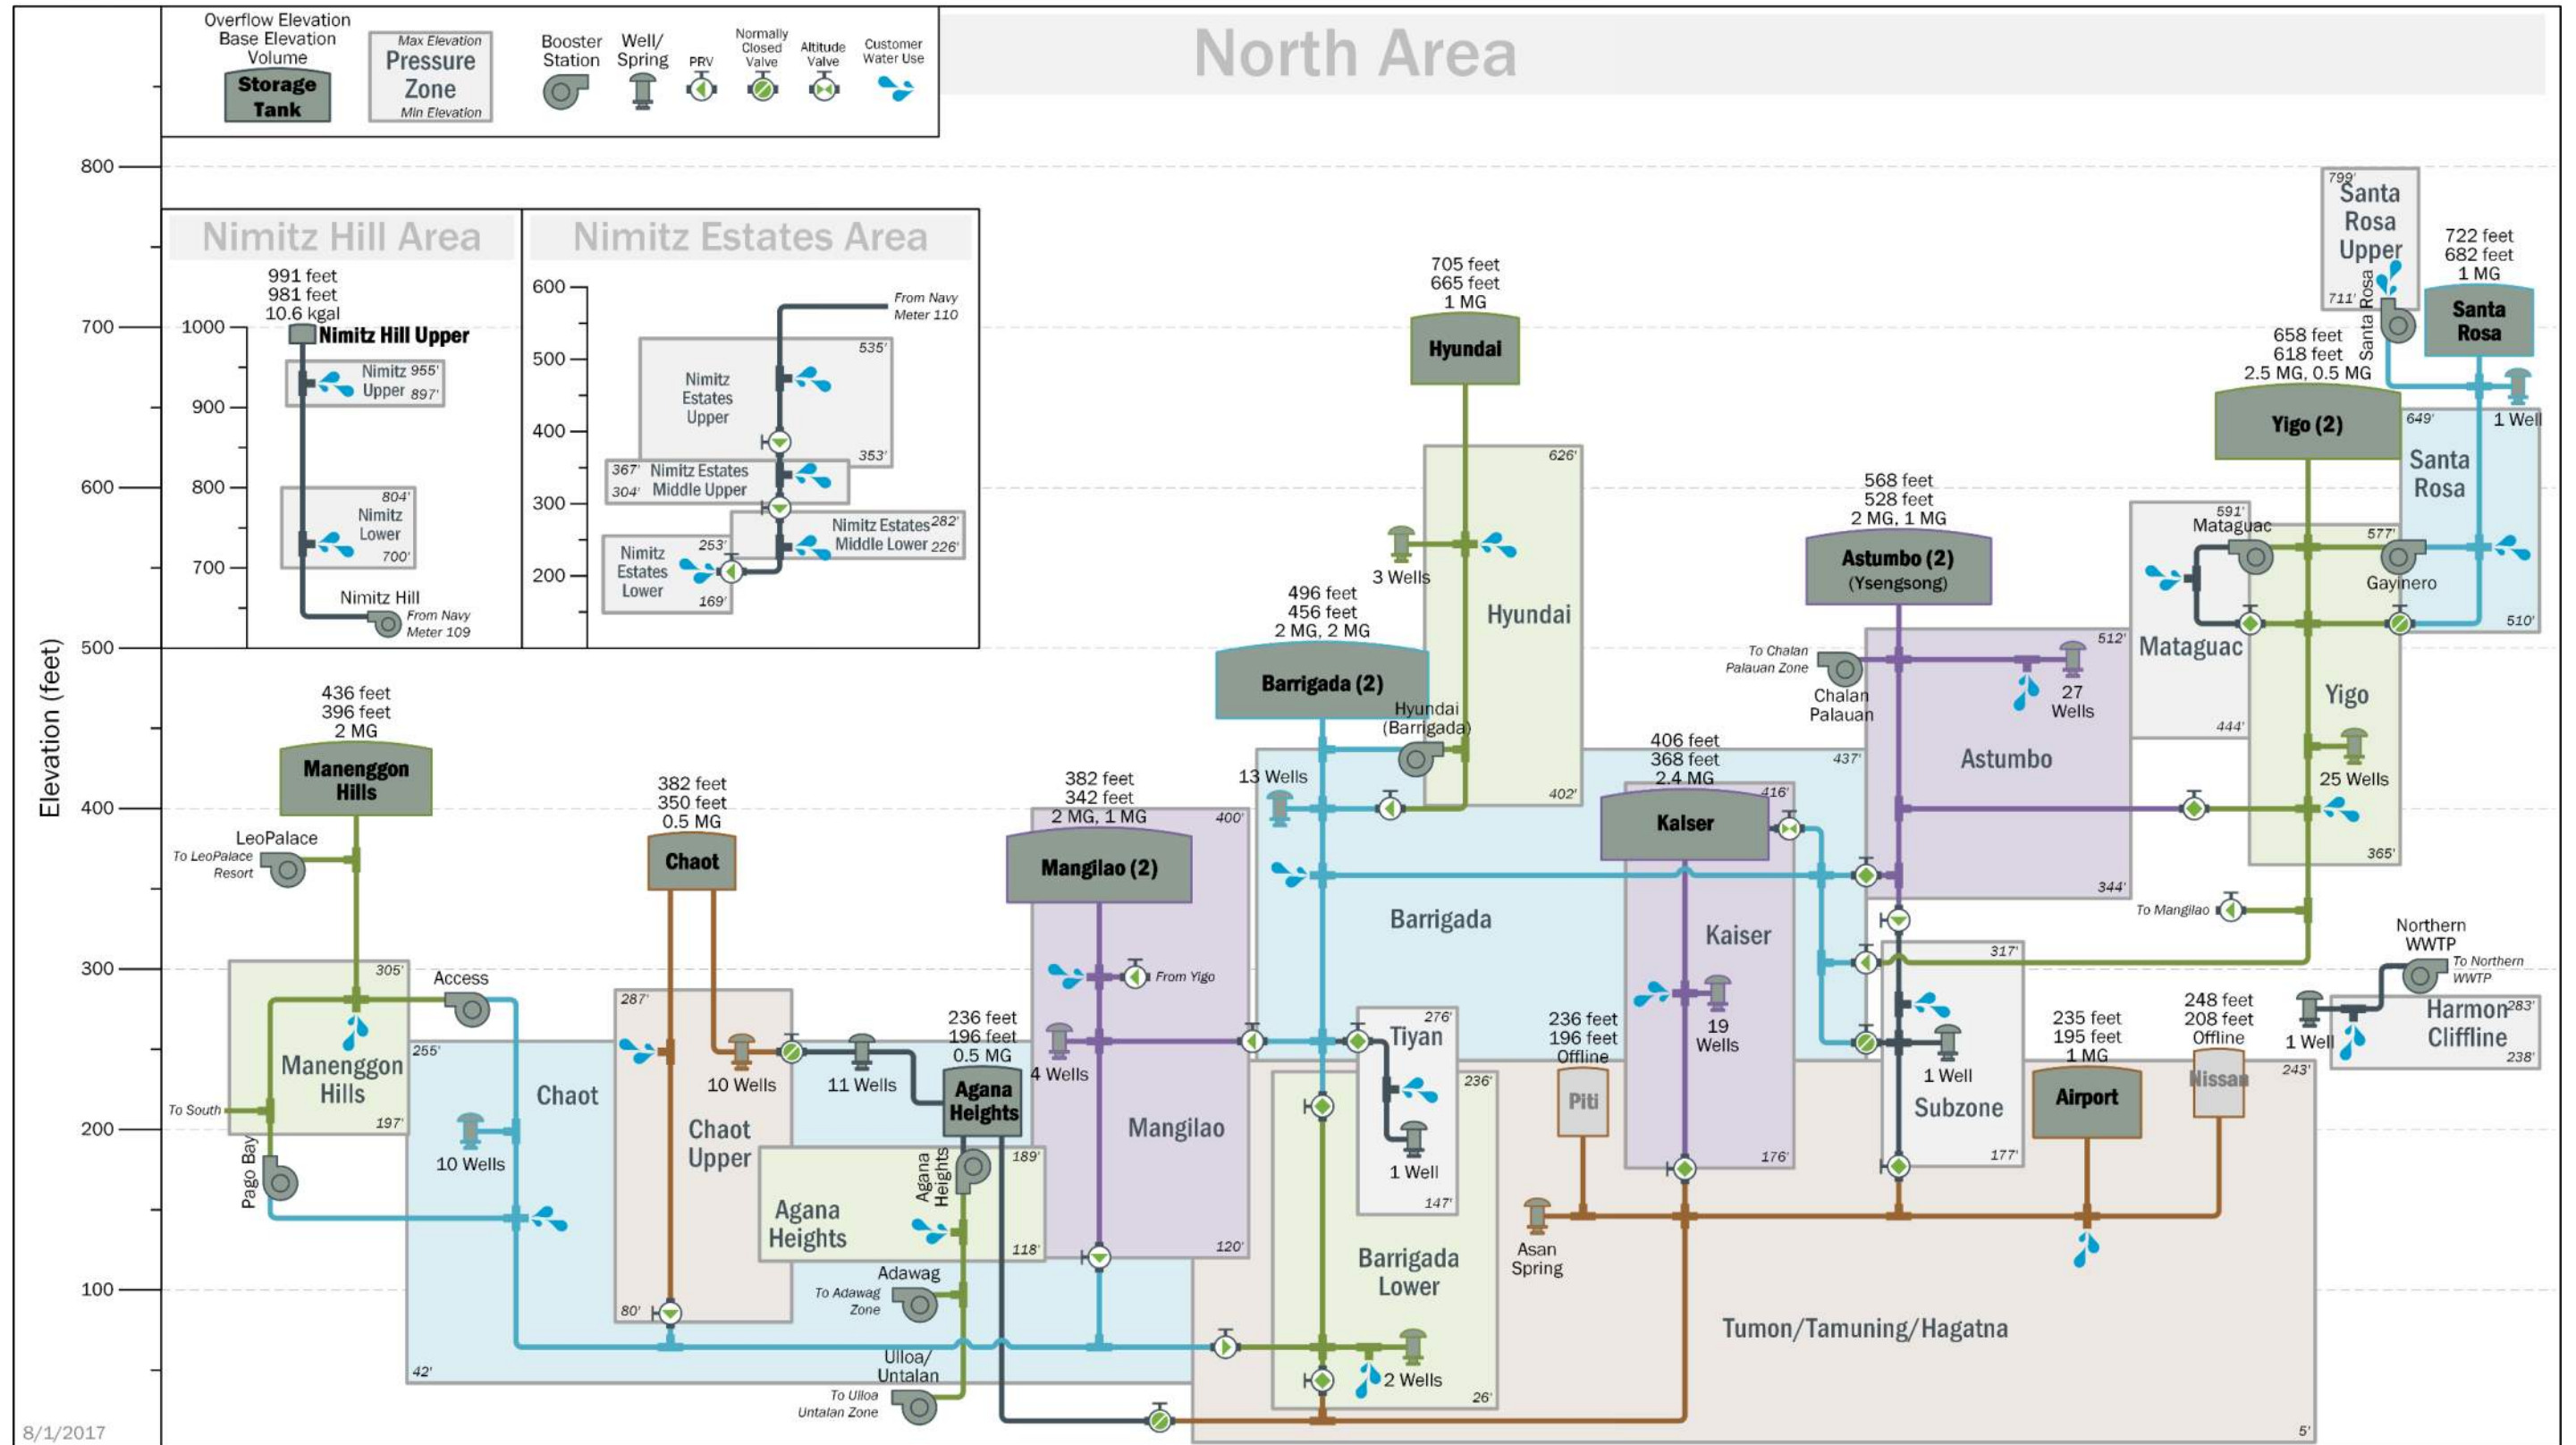 Overflow Elevation
Base Elevation
Volume
Storage
Tank
Max Elevation
Pressure
Zone
Min Elevation
Booster
Station
Well/
Spring
PRV
Normally
Closed
Valve
Altitude
Valve
Customer
Water Use
North Area
Elevation (feet)
800
700
600
500
400
300
200
100
Nimitz Hill Area
991 feet
981 feet
10.6 kgal
1000
900
800
700
Nimitz Hill Upper
Nimitz 955'
Upper 897'
804'
Nimitz
Lower
700'
Nimitz Hill
From Navy
Meter 109
Nimitz Estates Area
600
500
400
300
200
From Navy
Meter 110
535'
Nimitz
Estates
Upper
353'
367' Nimitz Estates
304' Middle Upper
Nimitz Estates 282'
Middle Lower 226'
253'
Nimitz
Estates
Lower
169'
436 feet
396 feet
2 MG
Manenggon
Hills
LeoPalace
To LeoPalace
Resort
305'
Manenggon
Hills
197'
To South
Pago Bay
Access
255'
Chaot
10 Wells
42'
382 feet
350 feet
0.5 MG
Chaot
287'
10 Wells
Chaot
Upper
80'
11 Wells
236 feet
196 feet
0.5 MG
Agana
Heights
189'
Agana
Heights
Agana
Heights
118'
Adawag
To Adawag
Zone
Ulloa/
Untalan
To Ulloa
Untalan Zone
382 feet
342 feet
2 MG, 1 MG
400'
Mangilao (2)
From Yigo
4 Wells
Mangilao
120'
496 feet
456 feet
2 MG, 2 MG
Barrigada (2)
Hyundai
(Barrigada)
13 Wells
437'
Barrigada
276'
Tiyan
1 Well
147'
236'
Barrigada
Lower
2 Wells
26'
705 feet
665 feet
1 MG
Hyundai
626'
3 Wells
Hyundai
402'
406 feet
368 feet
2.4 MG
416'
Kaiser
Kaiser
19
Wells
176'
236 feet
196 feet
Offline
Piti
Asan
Spring
568 feet
528 feet
2 MG, 1 MG
Astumbo (2)
(Ysengsong)
To Chalan
Palauan Zone
Chalan
Palauan
512'
27
Wells
Astumbo
344'
317'
1 Well
Subzone
177'
235 feet
195 feet
1 MG
Airport
248 feet
208 feet
Offline
Nissan
243'
Tumon/Tamuning/Hagatna
5'
799'
Santa
Rosa
Upper
711'
Santa Rosa
722 feet
682 feet
1 MG
Santa
Rosa
1 Well
658 feet
618 feet
2.5 MG, 0.5 MG
Yigo (2)
649'
Santa
Rosa
510'
591'
Mataguac
Mataguac
444'
577'
Gayinero
Yigo
25 Wells
365'
To Mangilao
Northern
WWTP
To Northern
WWTP
1 Well
Harmon 283'
Cliffline
238'
8/1/2017